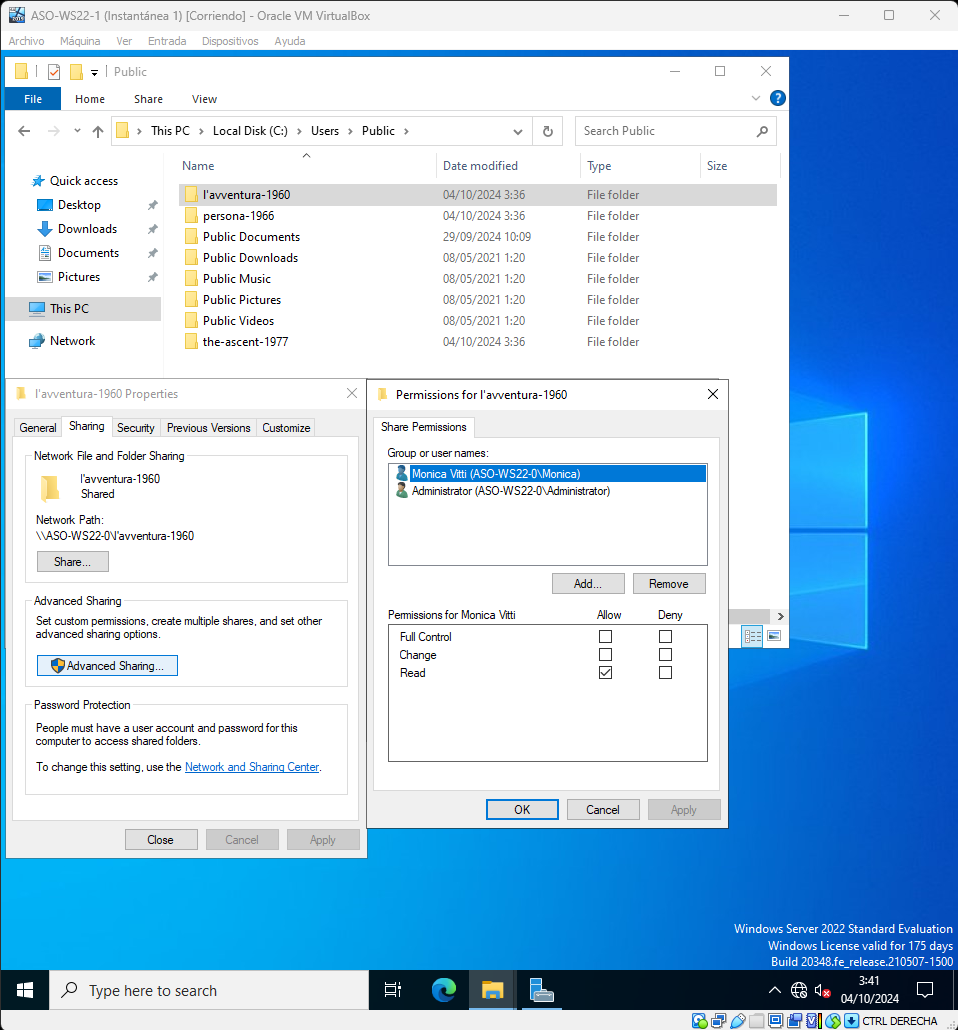 ASO-WS22-1 (Instantánea 1) [Corriendo] - Oracle VM VirtualBox
Archivo Máquina Ver Entrada Dispositivos Ayuda
Public
File Home Share View
This PC > Local Disk (C:) > Users > Public >
Search Public
Name Date modified Type Size
Quick access
Desktop
Downloads
Documents
Pictures
This PC
Network
l'avventura-1960 04/10/2024 3:36 File folder
persona-1966 04/10/2024 3:36 File folder
Public Documents 29/09/2024 10:09 File folder
Public Downloads 08/05/2021 1:20 File folder
Public Music 08/05/2021 1:20 File folder
Public Pictures 08/05/2021 1:20 File folder
Public Videos 08/05/2021 1:20 File folder
the-ascent-1977 04/10/2024 3:36 File folder
l'avventura-1960 Properties
General Sharing Security Previous Versions Customize
Network File and Folder Sharing
l'avventura-1960
Shared
Network Path:
\\ASO-WS22-0\l'avventura-1960
Share...
Advanced Sharing
Set custom permissions, create multiple shares, and set other
advanced sharing options.
Advanced Sharing...
Password Protection
People must have a user account and password for this
computer to access shared folders.
To change this setting, use the Network and Sharing Center.
Close Cancel Apply
Permissions for l'avventura-1960
Share Permissions
Group or user names:
Monica Vitti (ASO-WS22-0\Monica)
Administrator (ASO-WS22-0\Administrator)
Add... Remove
Permissions for Monica Vitti Allow Deny
Full Control
Change
Read
OK Cancel Apply
Windows Server 2022 Standard Evaluation
Windows License valid for 175 days
Build 20348.fe_release.210507-1500
Type here to search
3:41
04/10/2024
CTRL DERECHA